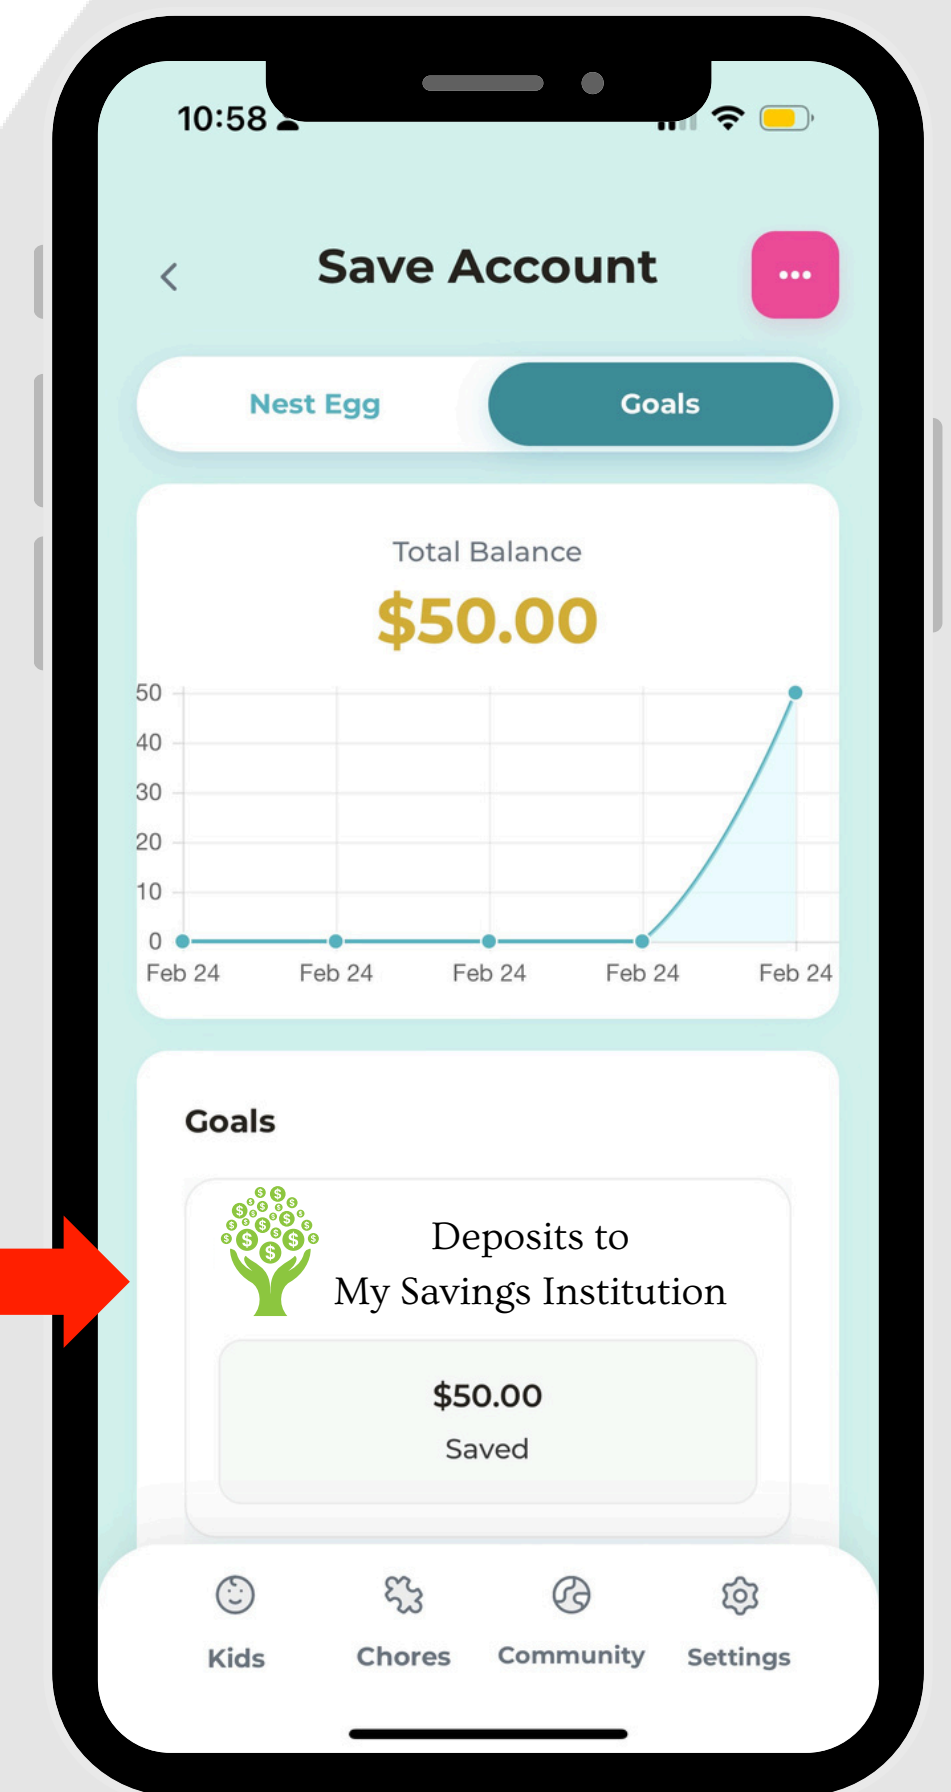 10:58
Save Account
Nest Egg
Goals
Total Balance
$50.00
50
40
30
20
10
0
Feb 24 Feb 24 Feb 24 Feb 24 Feb 24
Goals
Deposits to
My Savings Institution
$50.00
Saved
Kids Chores Community Settings